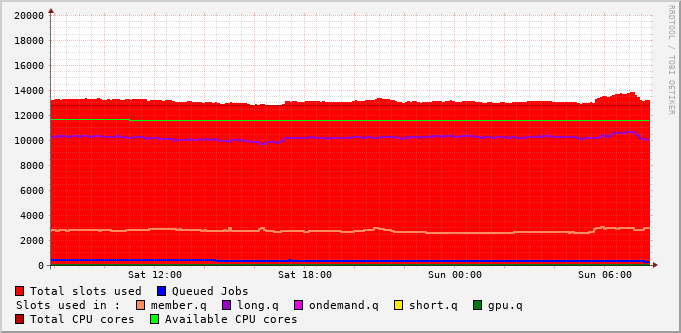 20000
18000
16000
14000
12000
10000
8000
6000
4000
2000
0
Sat 12:00 Sat 18:00 Sun 00:00 Sun 06:00
Total slots used Queued Jobs
Slots used in : member.q long.q ondemand.q short.q gpu.q
Total CPU cores Available CPU cores
RRDTOOL / TOBI OETIKER